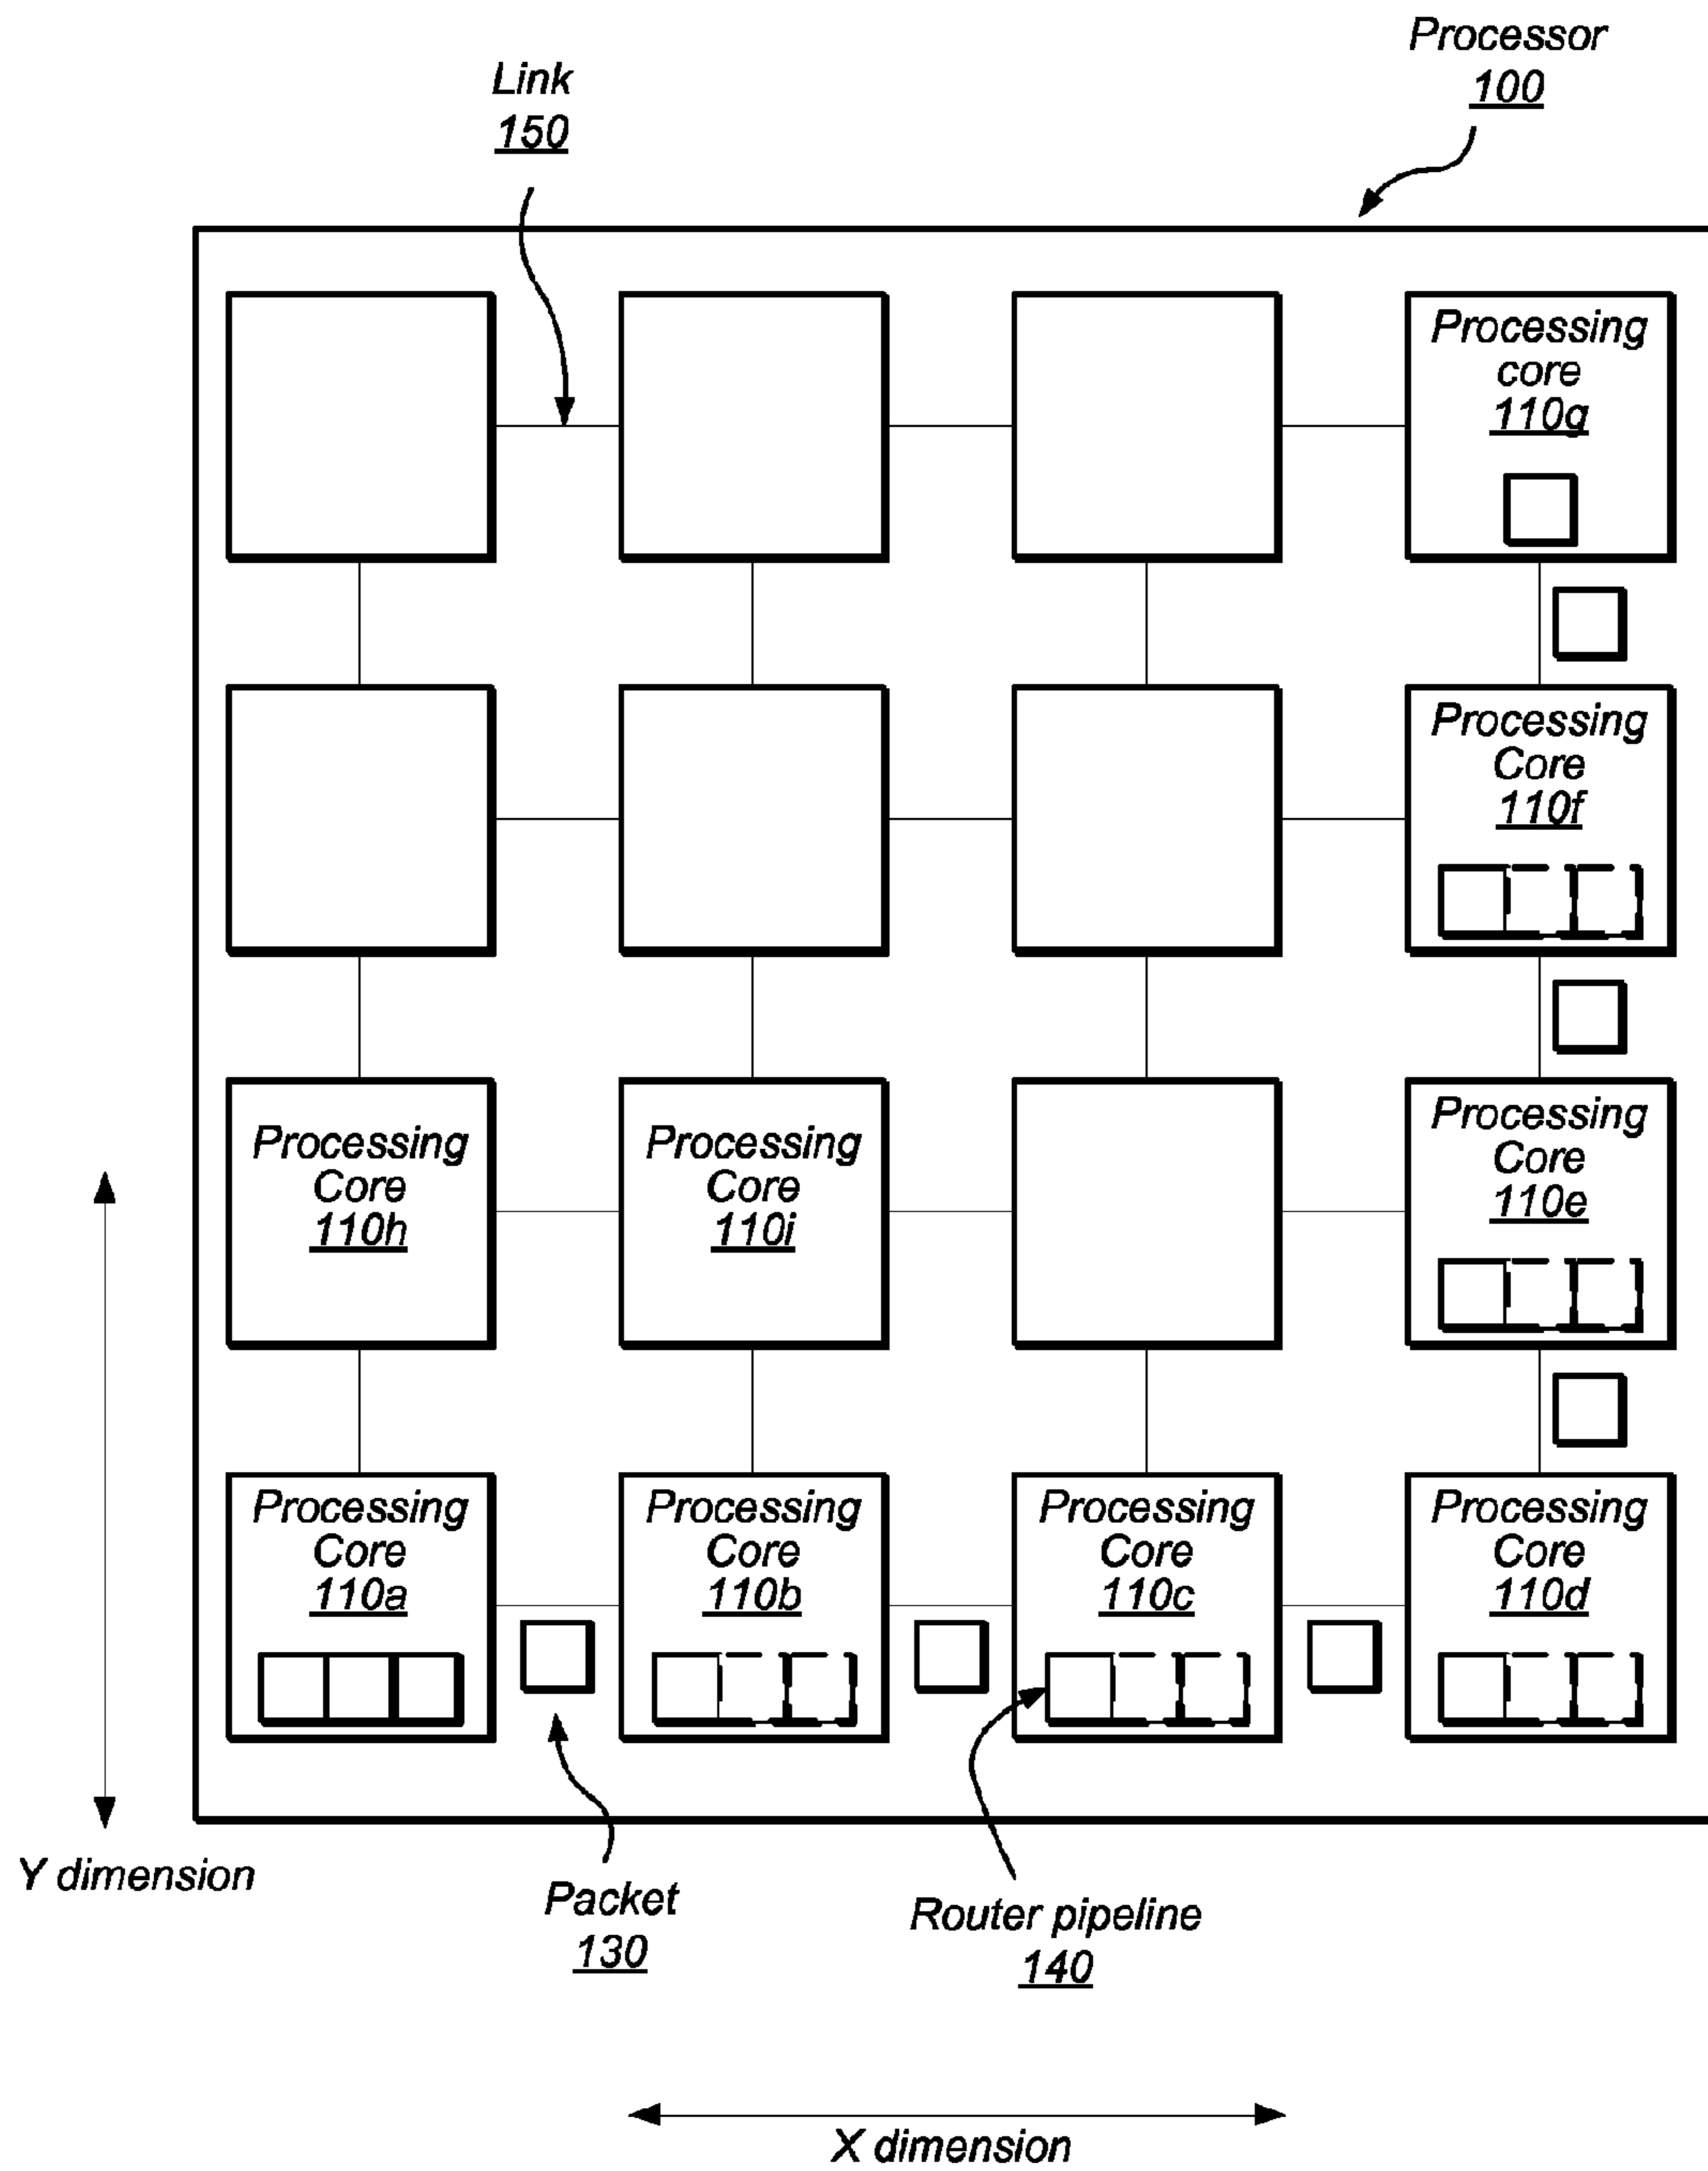 Processor
100
Link
150
Processing
core
110g
Processing
Core
110f
Processing
Core
110h
Processing
Core
110i
Processing
Core
110e
Processing
Core
110a
Processing
Core
110b
Processing
Core
110c
Processing
Core
110d
Y dimension
Packet
130
Router pipeline
140
X dimension